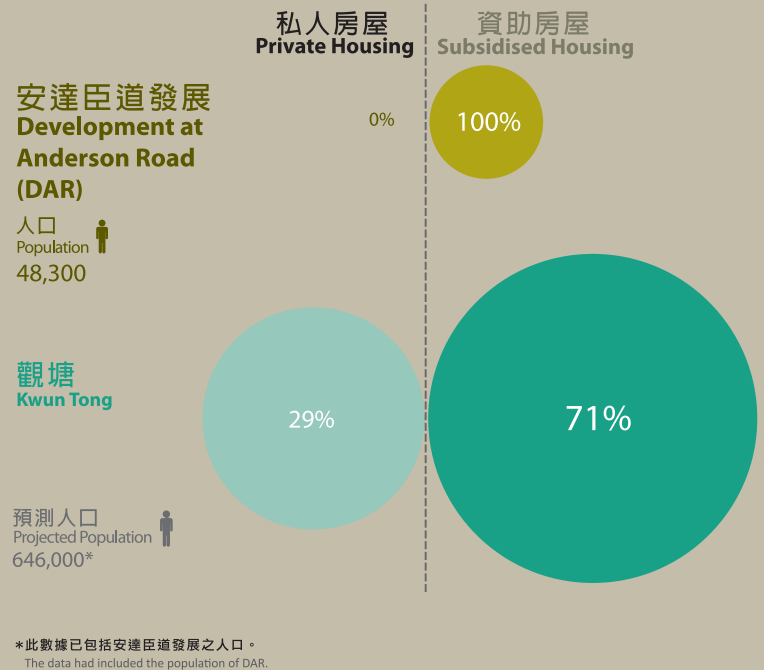 私人房屋
Private Housing
資助房屋
Subsidised Housing
安達臣道發展
Development at
Anderson Road
(DAR)
0%
100%
人口
Population
48,300
觀塘
Kwun Tong
29%
71%
預測人口
Projected Population
646,000*
*此數據已包括安達臣道發展之人口。
The data had included the population of DAR.